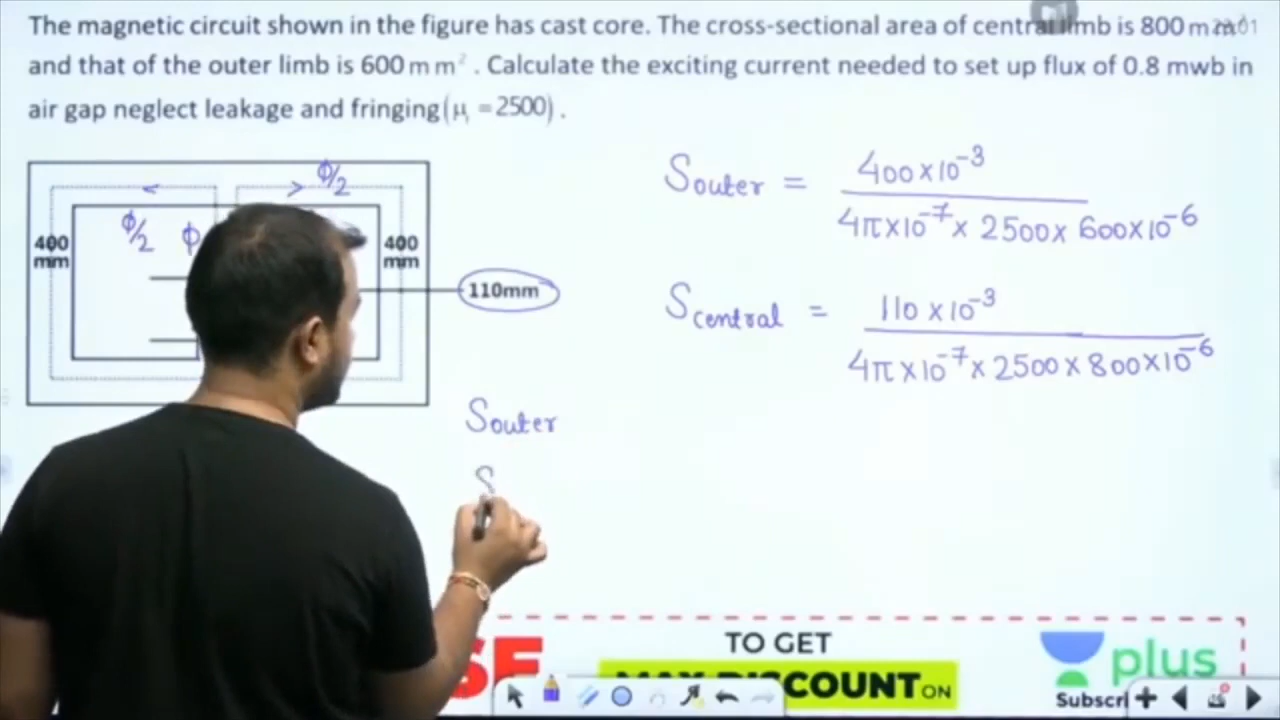 The magnetic circuit shown in the figure has cast core. The cross-sectional area of central limb is 800 mm²
and that of the outer limb is 600 mm². Calculate the exciting current needed to set up flux of 0.8 mwb in
air gap neglect leakage and fringing (μ = 2500).
ϕ/2
ϕ/2
ϕ
400
mm
400
mm
110mm
S outer = 400×10⁻³ / 4π×10⁻⁷× 2500× 600×10⁻⁶
S central = 110×10⁻³ / 4π×10⁻⁷× 2500×800×10⁻⁶
S outer
S
TO GET
DISCOUNT ON
plus